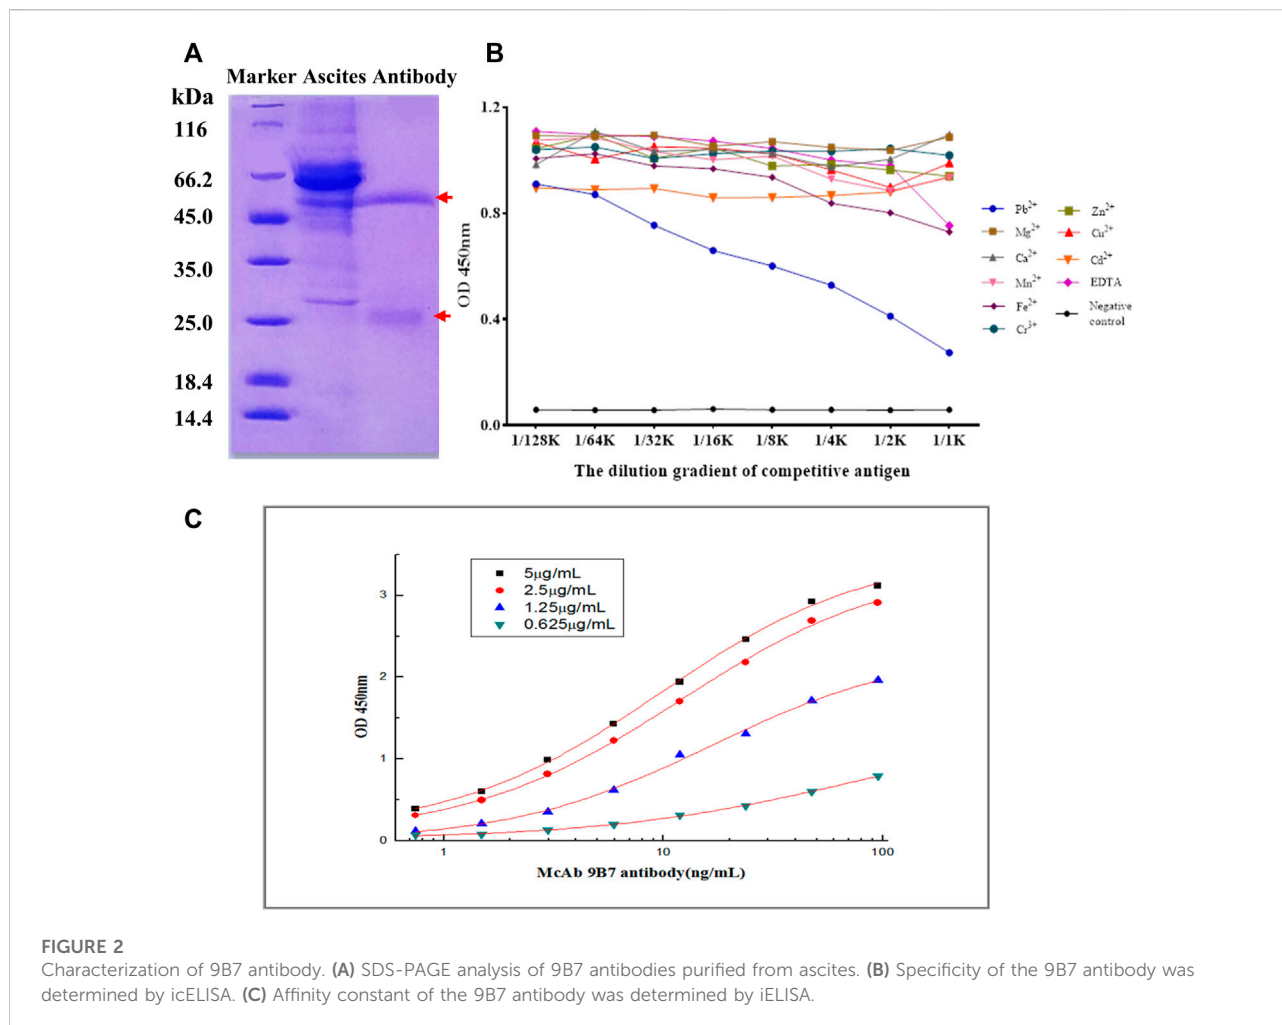 A
Marker Ascites Antibody
kDa
116
66.2
45.0
35.0
25.0
18.4
14.4
B
1.2
0.8
0.4
0.0
OD 450nm
1/128K 1/64K 1/32K 1/16K 1/8K 1/4K 1/2K 1/1K
The dilution gradient of competitive antigen
Pb²⁺
Mg²⁺
Ca²⁺
Mn²⁺
Fe²⁺
Cr³⁺
Zn²⁺
Cu²⁺
Cd²⁺
EDTA
Negative
control
C
5μg/mL
2.5μg/mL
1.25μg/mL
0.625μg/mL
3
2
1
0
OD 450nm
1 10 100
McAb 9B7 antibody(ng/mL)
FIGURE 2
Characterization of 9B7 antibody. (A) SDS-PAGE analysis of 9B7 antibodies purified from ascites. (B) Specificity of the 9B7 antibody was
determined by icELISA. (C) Affinity constant of the 9B7 antibody was determined by iELISA.